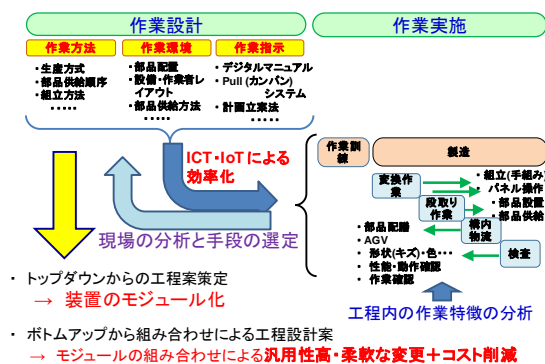 作業設計
作業実施
作業方法
・生産方式
・部品供給順序
・組立方法
・・・・・
作業環境
・部品配置
・設備・作業者レ
イアウト
・部品供給方法
・・・・・
作業指示
・デジタルマニュアル
・Pull (カンバン)
システム
・計画立案法
・・・・・
ICT・IoTによる
効率化
現場の分析と手段の選定
作業訓
練
製造
変換作
業
・組立(手組み)
・パネル操作
段取り
作業
・部品設置
・部品供給
構内
物流
・部品配膳
・AGV
検査
・形状(キズ)・色・・・
・性能・動作確認
・作業確認
工程内の作業特徴の分析
・ トップダウンからの工程案策定
→ 装置のモジュール化
・ ボトムアップから組み合わせによる工程設計案
→ モジュールの組み合わせによる汎用性高・柔軟な変更＋コスト削減